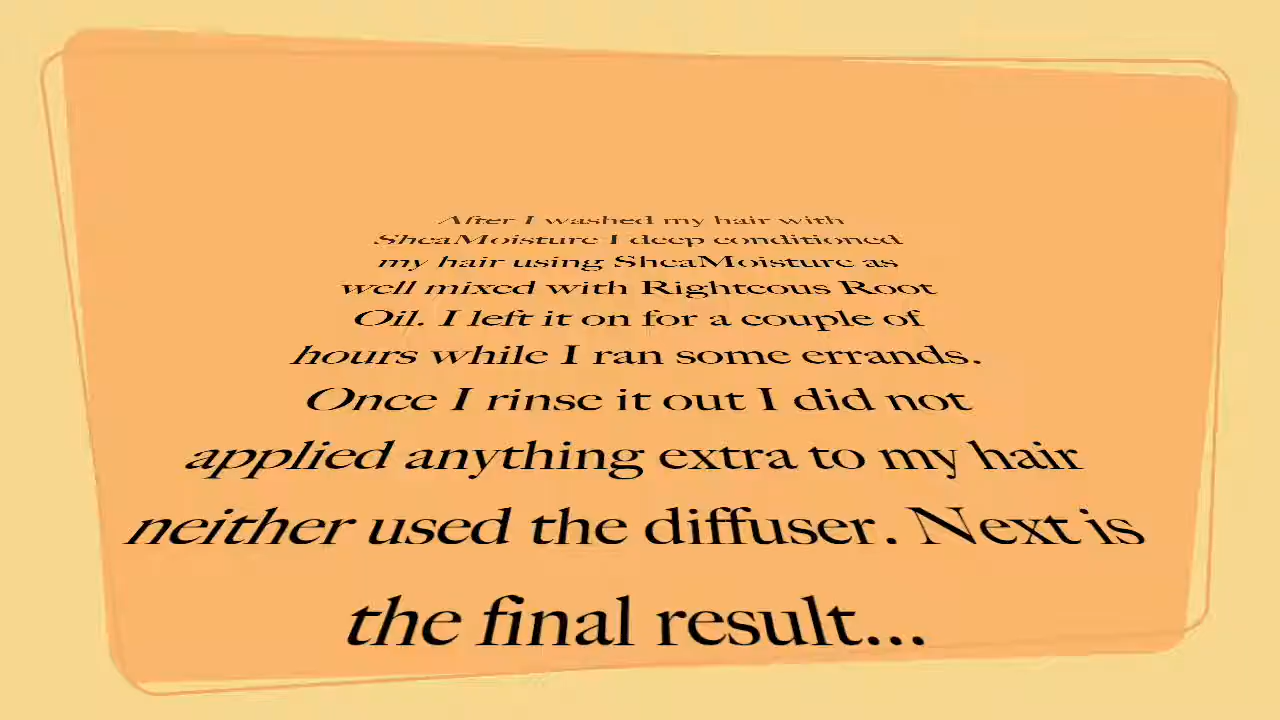 After I washed my hair with
SheaMoisture I deep conditioned
my hair using SheaMoisture as
well mixed with Righteous Root
Oil. I left it on for a couple of
hours while I ran some errands.
Once I rinse it out I did not
applied anything extra to my hair
neither used the diffuser. Next is
the final result...